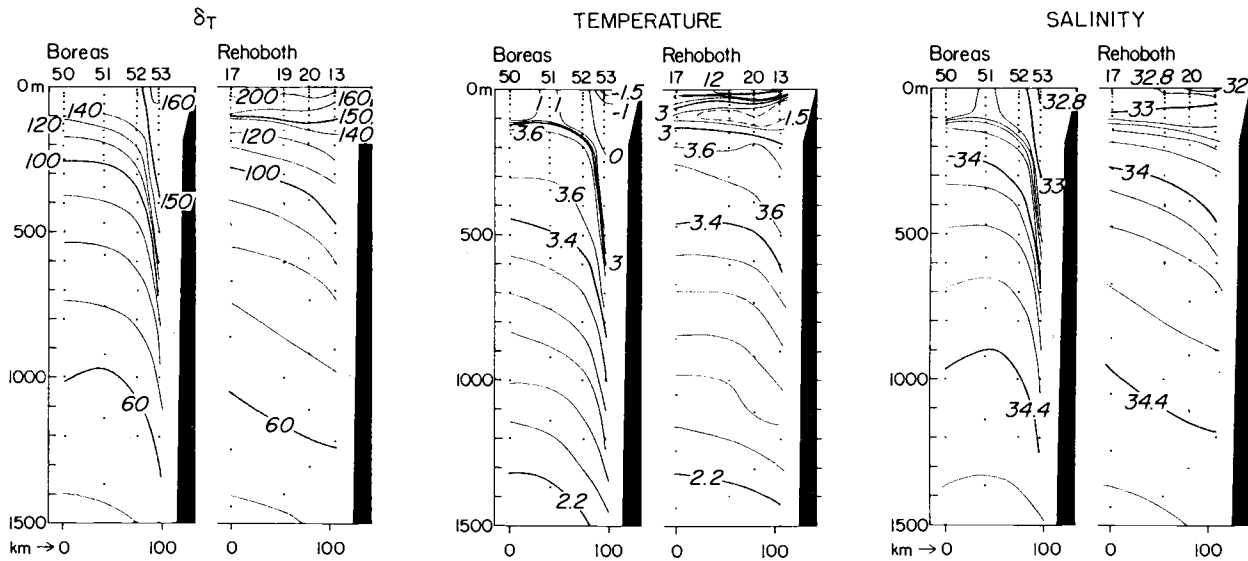 δT
Boreas
50 51 52 53
0m
500
1000
1500
km → 0 100
140
120
100
160
150
60
Rehoboth
17 19 20 13
200
160
150
140
120
100
60
0 100
TEMPERATURE
Boreas
50 51 52 53
0m
500
1000
1500
0 100
1 1
-1.5
-1
0
3.6
3.6
3.4
3
2.2
Rehoboth
17 12 20 13
3
1.5
3
3.6
3.6
3.4
2.2
0 100
SALINITY
Boreas
50 51 52 53
0m
500
1000
1500
km → 0 100
32.8
34
33
34.4
Rehoboth
17 32.8 20
32
33
34
34.4
0 100